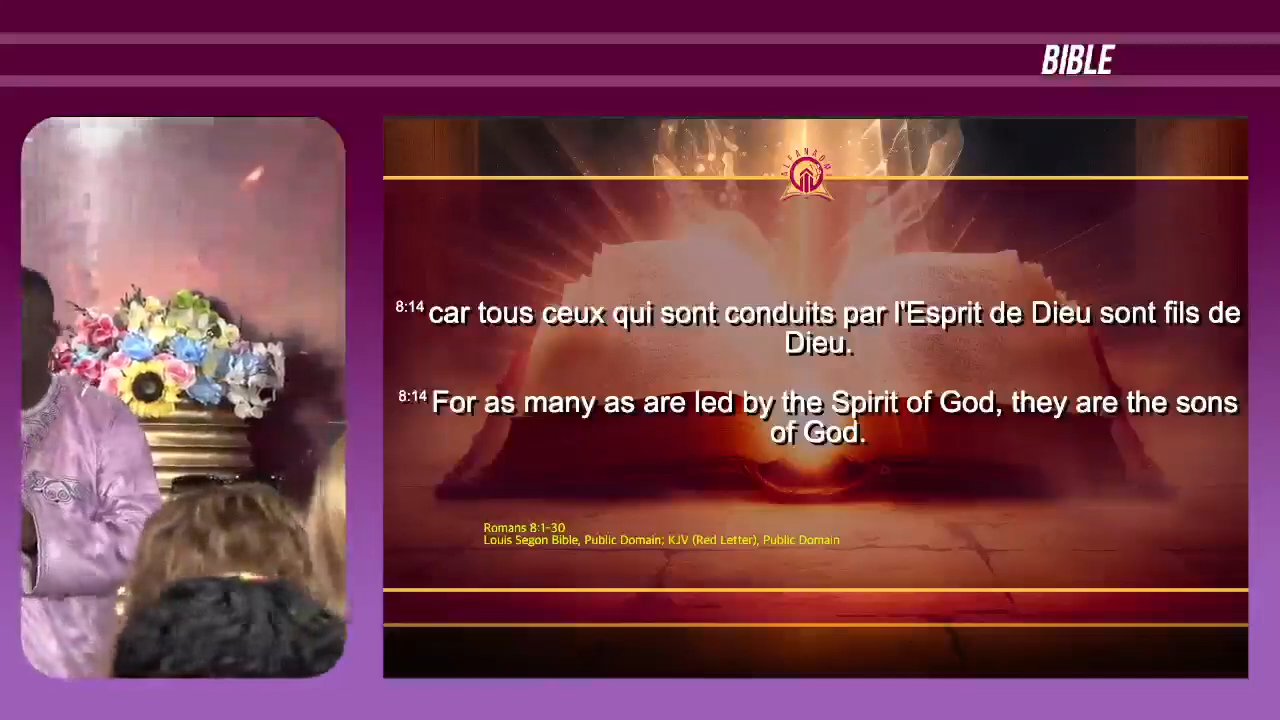 BIBLE
8:14 car tous ceux qui sont conduits par l'Esprit de Dieu sont fils de
Dieu.
8:14 For as many as are led by the Spirit of God, they are the sons
of God.
Romans 8:1-30
Louis Segon Bible, Public Domain; KJV (Red Letter), Public Domain